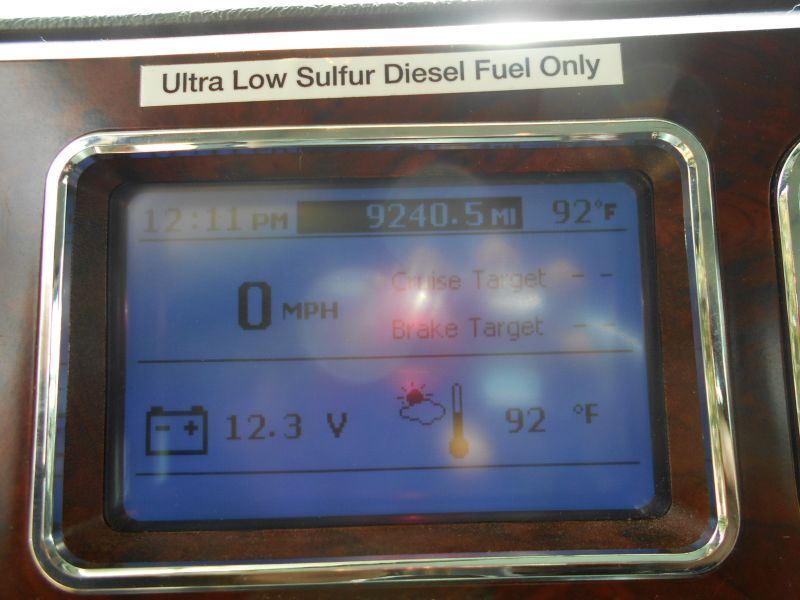 Ultra Low Sulfur Diesel Fuel Only
12:11 PM 9240.5 MI 92°F
0 MPH
Cruise Target - -
Brake Target - -
12.3 V 92 °F